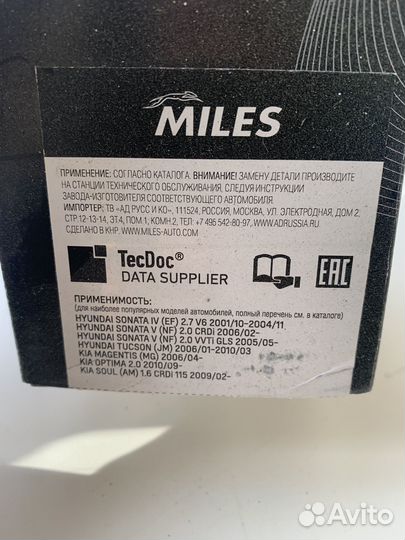 MILES
ПРИМЕНЕНИЕ: СОГЛАСНО КАТАЛОГА. ВНИМАНИЕ! ЗАМЕНУ ДЕТАЛИ ПРОИЗВОДИТЕ
НА СТАНЦИИ ТЕХНИЧЕСКОГО ОБСЛУЖИВАНИЯ, СЛЕДУЯ ИНСТРУКЦИИ
ЗАВОДА-ИЗГОТОВИТЕЛЯ СООТВЕТСТВУЮЩЕГО АВТОМОБИЛЯ.
ИМПОРТЕР: ТВ «АД РУСС И КО», 111524, РОССИЯ, МОСКВА, УЛ. ЭЛЕКТРОДНАЯ, ДОМ 2,
СТР.12-13-14, ЭТ.4, ПОМ.1, КОМН.2, ТЕЛ: +7 495 542-80-97, WWW.ADRUSSIA.RU
СДЕЛАНО В КНР. WWW.MILES-AUTO.COM
TecDoc®
DATA SUPPLIER
EAC
ПРИМЕНИМОСТЬ:
(для наиболее популярных моделей автомобилей, полный перечень см. в каталоге)
HYUNDAI SONATA IV (EF) 2.7 V6 2001/10-2004/11
HYUNDAI SONATA V (NF) 2.0 CRDi 2006/02-
HYUNDAI SONATA V (NF) 2.0 VVTi GLS 2005/05-
HYUNDAI TUCSON (JM) 2006/01-2010/03
KIA MAGENTIS (MG) 2006/04-
KIA OPTIMA 2.0 2010/09-
KIA SOUL (AM) 1.6 CRDi 115 2009/02-
Avito